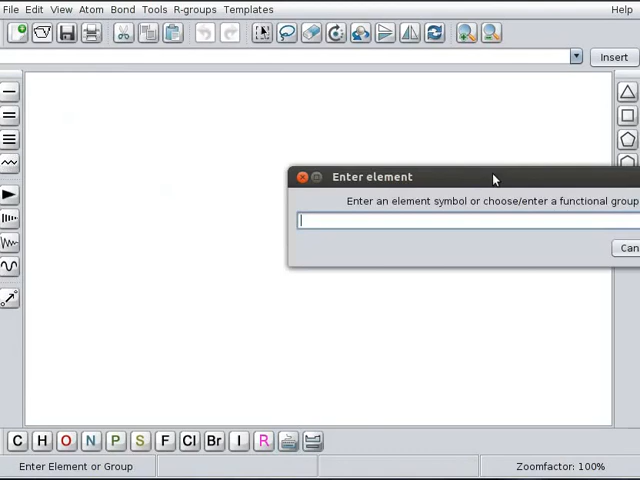 File Edit View Atom Bond Tools R-groups Templates Help
Insert
Enter element
Enter an element symbol or choose/enter a functional group
Can
C H O N P S F Cl Br I R
Enter Element or Group Zoomfactor: 100%